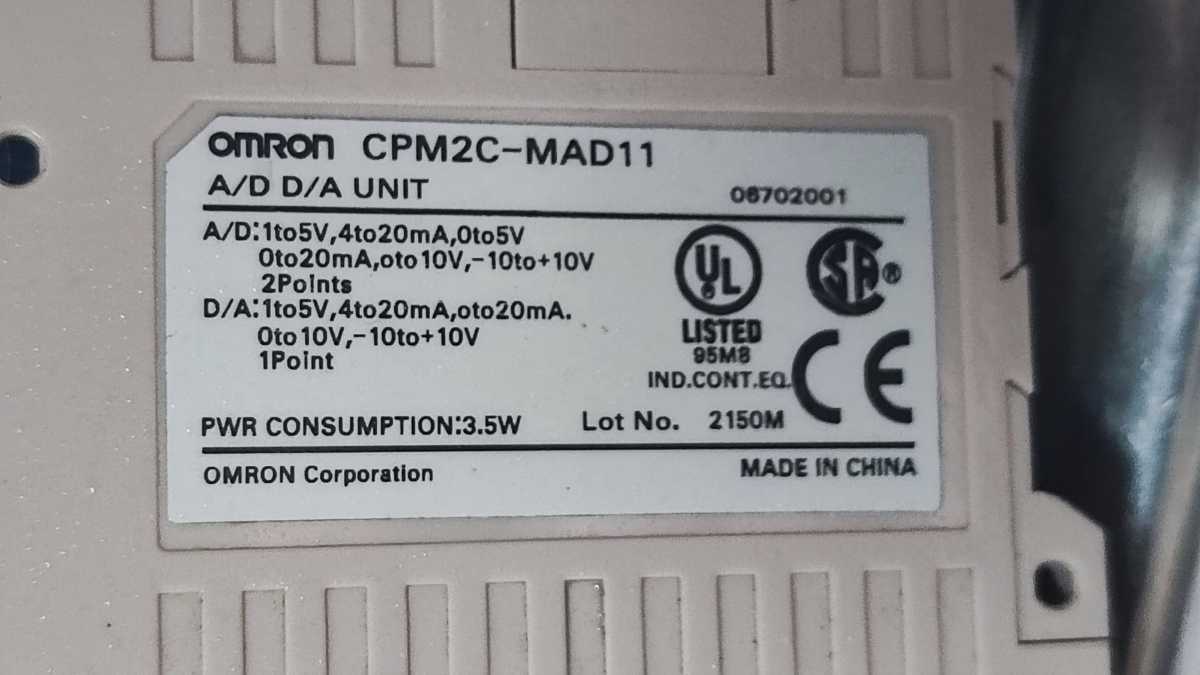 OMRON CPM2C-MAD11
A/D D/A UNIT 08702001
A/D:1to5V,4to20mA,0to5V
0to20mA,oto10V,-10to+10V
2Points
D/A:1to5V,4to20mA,oto20mA.
0to10V,-10to+10V
1Point
UL
LISTED
95M8
IND.CONT.EQ.
SA®
CE
PWR CONSUMPTION:3.5W Lot No. 2150M
OMRON Corporation MADE IN CHINA